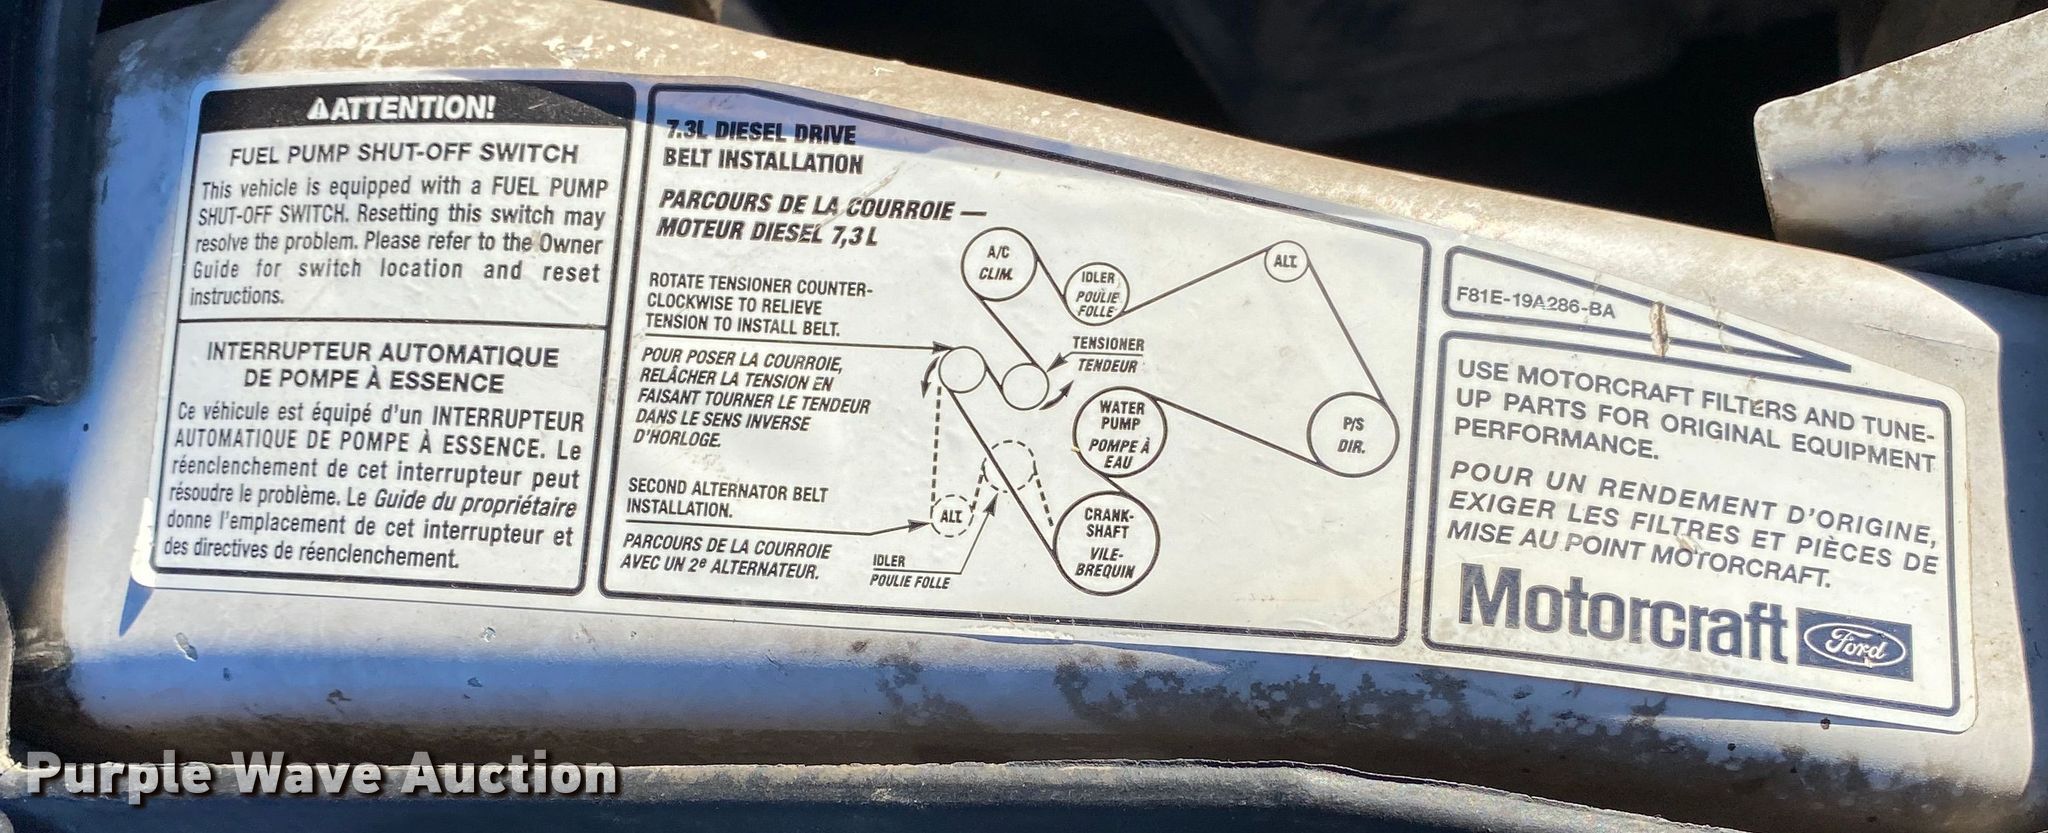 ⚠ATTENTION!
FUEL PUMP SHUT-OFF SWITCH
This vehicle is equipped with a FUEL PUMP
SHUT-OFF SWITCH. Resetting this switch may
resolve the problem. Please refer to the Owner
Guide for switch location and reset
instructions.
INTERRUPTEUR AUTOMATIQUE
DE POMPE À ESSENCE
Ce véhicule est équipé d'un INTERRUPTEUR
AUTOMATIQUE DE POMPE À ESSENCE. Le
réenclenchement de cet interrupteur peut
résoudre le problème. Le Guide du propriétaire
donne l'emplacement de cet interrupteur et
des directives de réenclenchement.
7.3L DIESEL DRIVE
BELT INSTALLATION
PARCOURS DE LA COURROIE —
MOTEUR DIESEL 7,3 L
ROTATE TENSIONER COUNTER-
CLOCKWISE TO RELIEVE
TENSION TO INSTALL BELT.
POUR POSER LA COURROIE,
RELÂCHER LA TENSION EN
FAISANT TOURNER LE TENDEUR
DANS LE SENS INVERSE
D'HORLOGE.
SECOND ALTERNATOR BELT
INSTALLATION.
PARCOURS DE LA COURROIE
AVEC UN 2e ALTERNATEUR.
A/C
CLIM.
IDLER
POULIE
FOLLE
ALT.
TENSIONER
TENDEUR
WATER
PUMP
POMPE À
EAU
P/S
DIR.
ALT.
CRANK-
SHAFT
VILE-
BREQUIN
IDLER
POULIE FOLLE
F81E-19A286-BA
USE MOTORCRAFT FILTERS AND TUNE-
UP PARTS FOR ORIGINAL EQUIPMENT
PERFORMANCE.
POUR UN RENDEMENT D'ORIGINE,
EXIGER LES FILTRES ET PIÈCES DE
MISE AU POINT MOTORCRAFT.
Motorcraft Ford
Purple Wave Auction